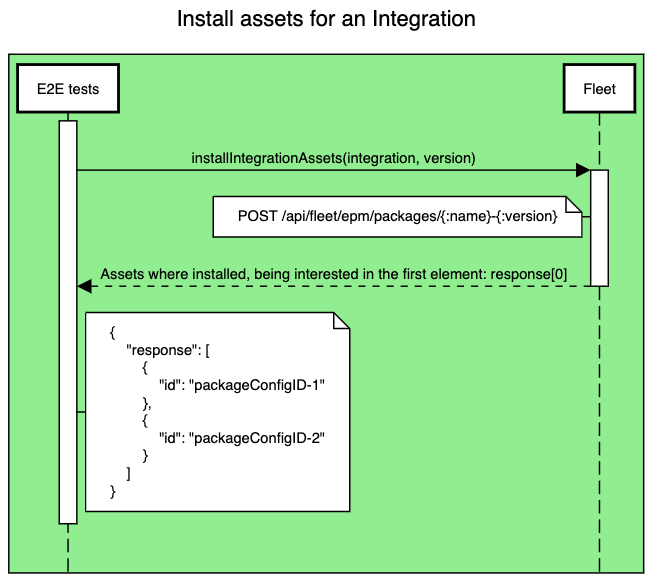 Install assets for an Integration
E2E tests
Fleet
installIntegrationAssets(integration, version)
POST /api/fleet/epm/packages/{:name}-{:version}
Assets where installed, being interested in the first element: response[0]
{
"response": [
{
"id": "packageConfigID-1"
},
{
"id": "packageConfigID-2"
}
]
}